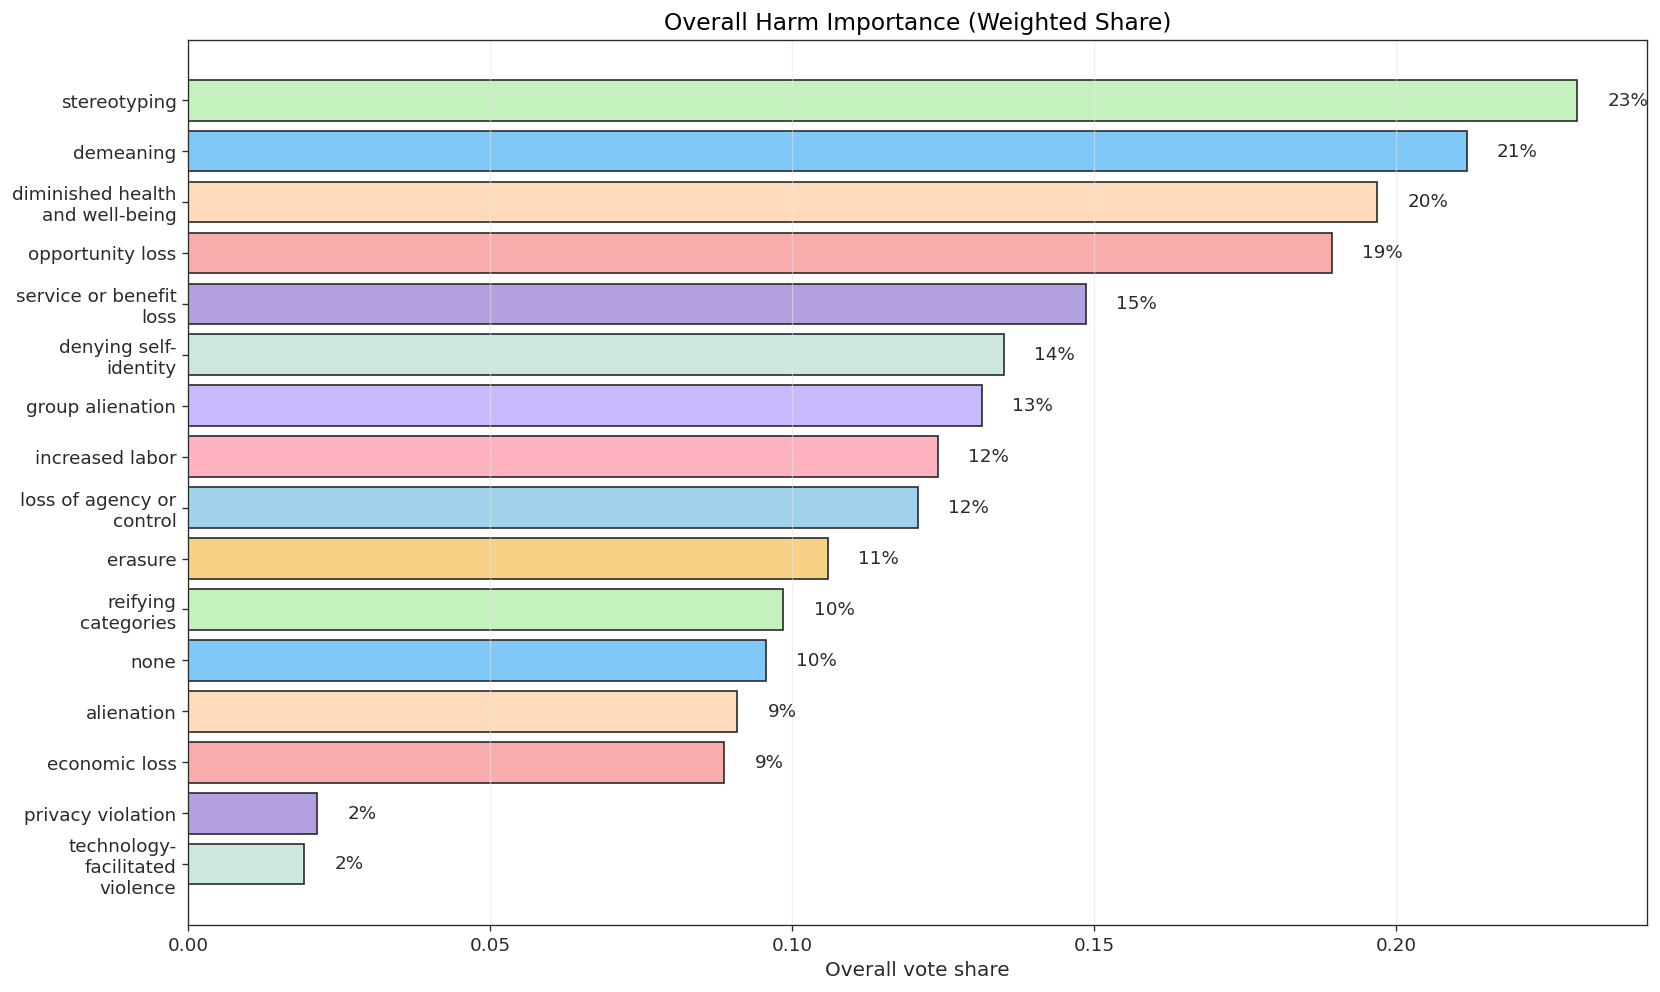 Overall Harm Importance (Weighted Share)
stereotyping
23%
demeaning
21%
diminished health
and well-being
20%
opportunity loss
19%
service or benefit
loss
15%
denying self-
identity
14%
group alienation
13%
increased labor
12%
loss of agency or
control
12%
erasure
11%
reifying
categories
10%
none
10%
alienation
9%
economic loss
9%
privacy violation
2%
technology-
facilitated
violence
2%
0.00 0.05 0.10 0.15 0.20
Overall vote share